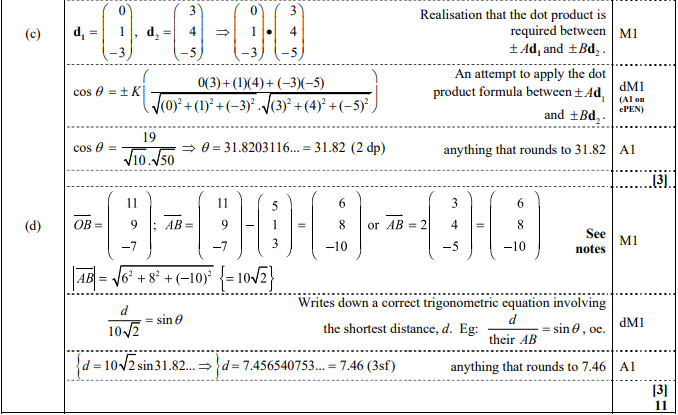 (c) d₁ = (0, 1, −3), d₂ = (3, 4, −5) ⇒ (0, 1, −3) • (3, 4, −5) Realisation that the dot product is required between ± Ad₁ and ± Bd₂. M1
cos θ = ± K( (0(3) + (1)(4) + (−3)(−5)) / (√((0)² + (1)² + (−3)²) . √((3)² + (4)² + (−5)²)) ) An attempt to apply the dot product formula between ± Ad₁ and ± Bd₂. dM1 (A1 on ePEN)
cos θ = 19 / (√10 . √50) ⇒ θ = 31.8203116... = 31.82 (2 dp) anything that rounds to 31.82 A1
[3]
(d) OB = (11, 9, −7); AB = (11, 9, −7) − (5, 1, 3) = (6, 8, −10) or AB = 2(3, 4, −5) = (6, 8, −10) See notes M1
|AB| = √(6² + 8² + (−10)²) {= 10√2}
d / (10√2) = sin θ Writes down a correct trigonometric equation involving the shortest distance, d. Eg: d / (their AB) = sin θ, oe. dM1
{d = 10√2 sin 31.82... ⇒} d = 7.456540753... = 7.46 (3sf) anything that rounds to 7.46 A1
[3]
11